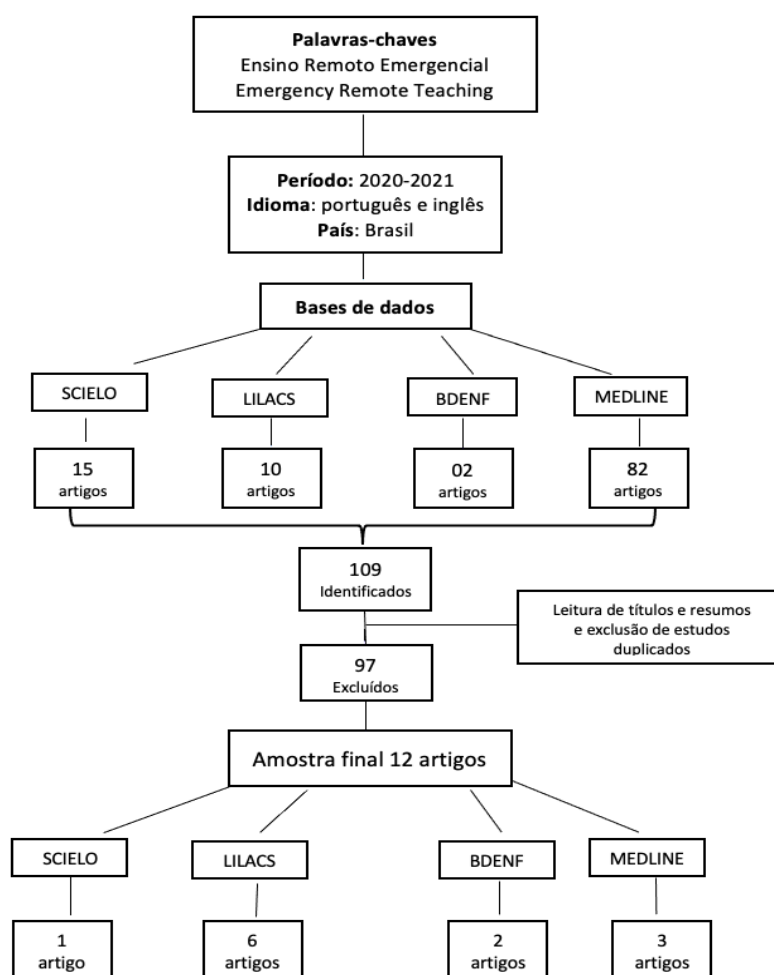 Palavras-chaves
Ensino Remoto Emergencial
Emergency Remote Teaching
Período: 2020-2021
Idioma: português e inglês
País: Brasil
Bases de dados
SCIELO
LILACS
BDENF
MEDLINE
15
artigos
10
artigos
02
artigos
82
artigos
109
Identificados
Leitura de títulos e resumos
e exclusão de estudos
duplicados
97
Excluídos
Amostra final 12 artigos
SCIELO
LILACS
BDENF
MEDLINE
1
artigo
6
artigos
2
artigos
3
artigos